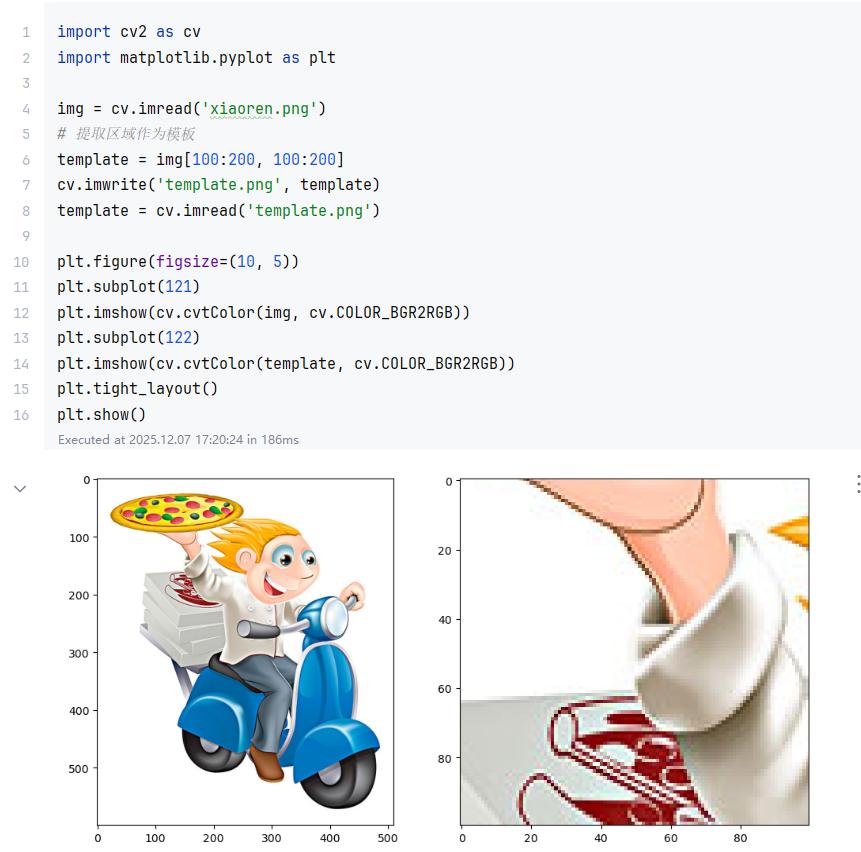 1 import cv2 as cv
2 import matplotlib.pyplot as plt
3
4 img = cv.imread('xiaoren.png')
5 # 提取区域作为模板
6 template = img[100:200, 100:200]
7 cv.imwrite('template.png', template)
8 template = cv.imread('template.png')
9
10 plt.figure(figsize=(10, 5))
11 plt.subplot(121)
12 plt.imshow(cv.cvtColor(img, cv.COLOR_BGR2RGB))
13 plt.subplot(122)
14 plt.imshow(cv.cvtColor(template, cv.COLOR_BGR2RGB))
15 plt.tight_layout()
16 plt.show()
Executed at 2025.12.07 17:20:24 in 186ms
0
100
200
300
400
500
0 100 200 300 400 500
0
20
40
60
80
0 20 40 60 80